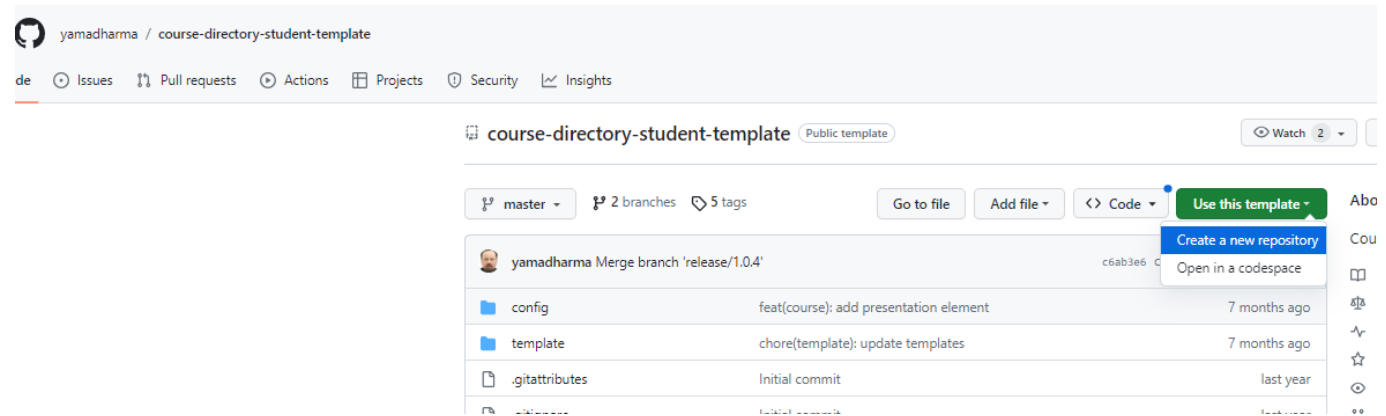 yamadharma / course-directory-student-template
de Issues Pull requests Actions Projects Security Insights
course-directory-student-template Public template Watch 2
master 2 branches 5 tags Go to file Add file <> Code Use this template
Create a new repository
Open in a codespace
yamadharma Merge branch 'release/1.0.4' c6ab3e6
config feat(course): add presentation element 7 months ago
template chore(template): update templates 7 months ago
.gitattributes Initial commit last year